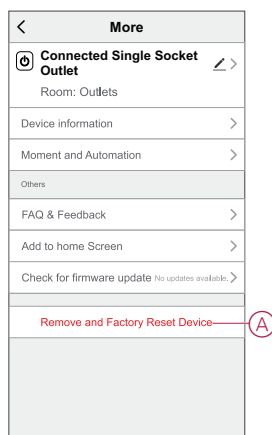 More
Connected Single Socket
Outlet
Room: Outlets
Device information
Moment and Automation
Others
FAQ & Feedback
Add to home Screen
Check for firmware update No updates available.
Remove and Factory Reset Device
A